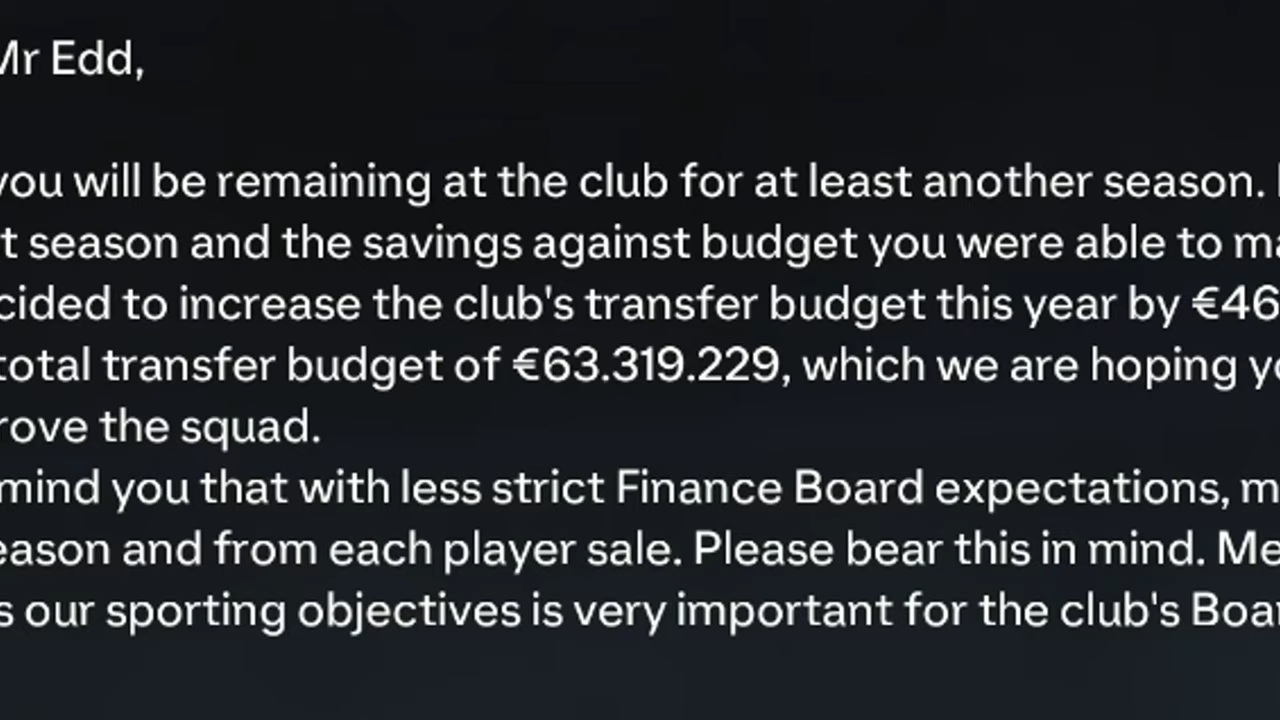 Mr Edd,
you will be remaining at the club for at least another season.
t season and the savings against budget you were able to ma
cided to increase the club's transfer budget this year by €46
total transfer budget of €63.319.229, which we are hoping yo
rove the squad.
mind you that with less strict Finance Board expectations, m
eason and from each player sale. Please bear this in mind. Me
s our sporting objectives is very important for the club's Boar